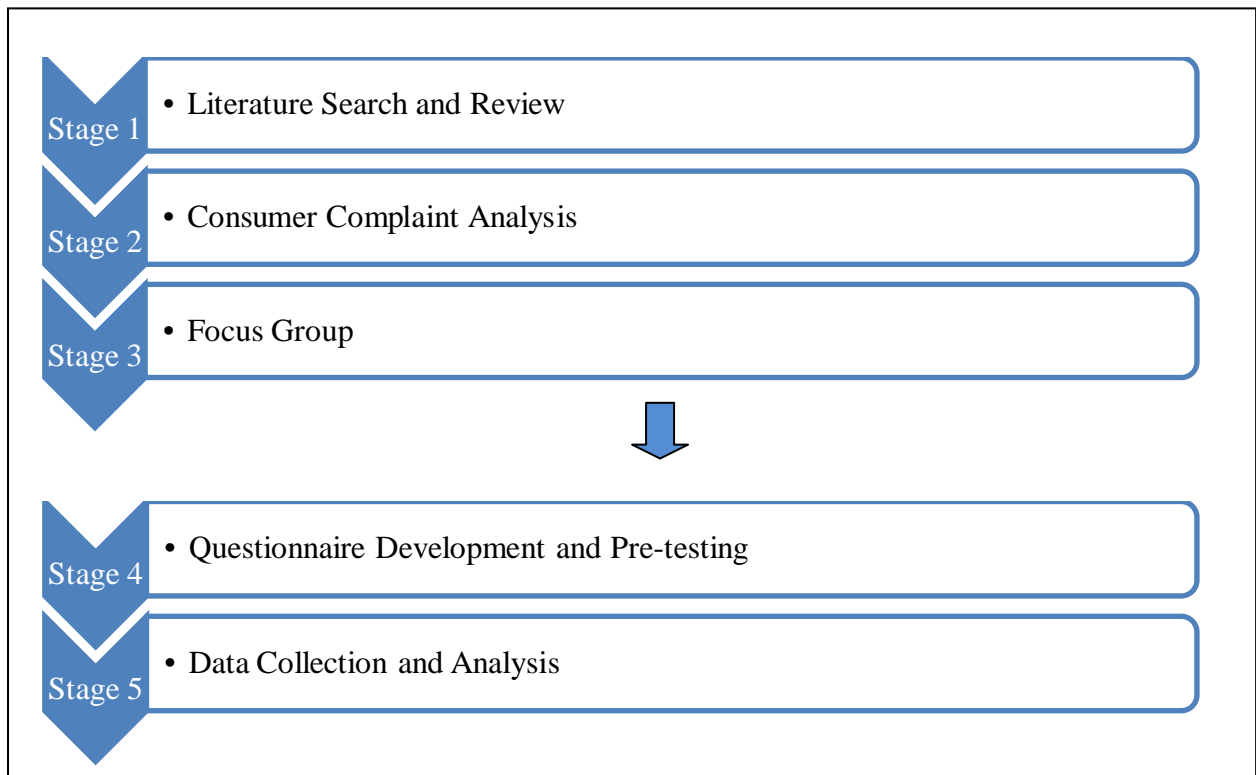 Stage 1
• Literature Search and Review
Stage 2
• Consumer Complaint Analysis
Stage 3
• Focus Group
Stage 4
• Questionnaire Development and Pre-testing
Stage 5
• Data Collection and Analysis